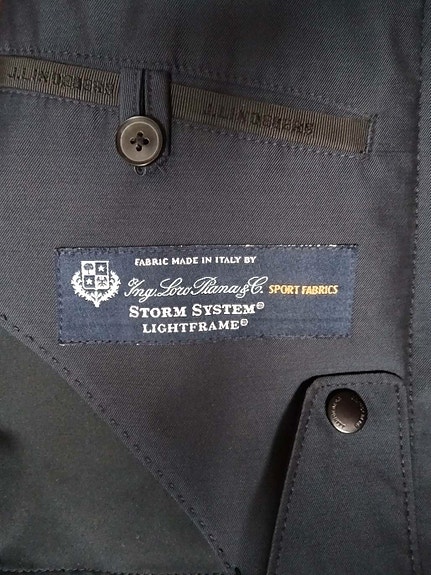 J.LINDEBERG
J.LINDEBERG
FABRIC MADE IN ITALY BY
Ing. Loro Piana & C. SPORT FABRICS
STORM SYSTEM®
LIGHTFRAME®